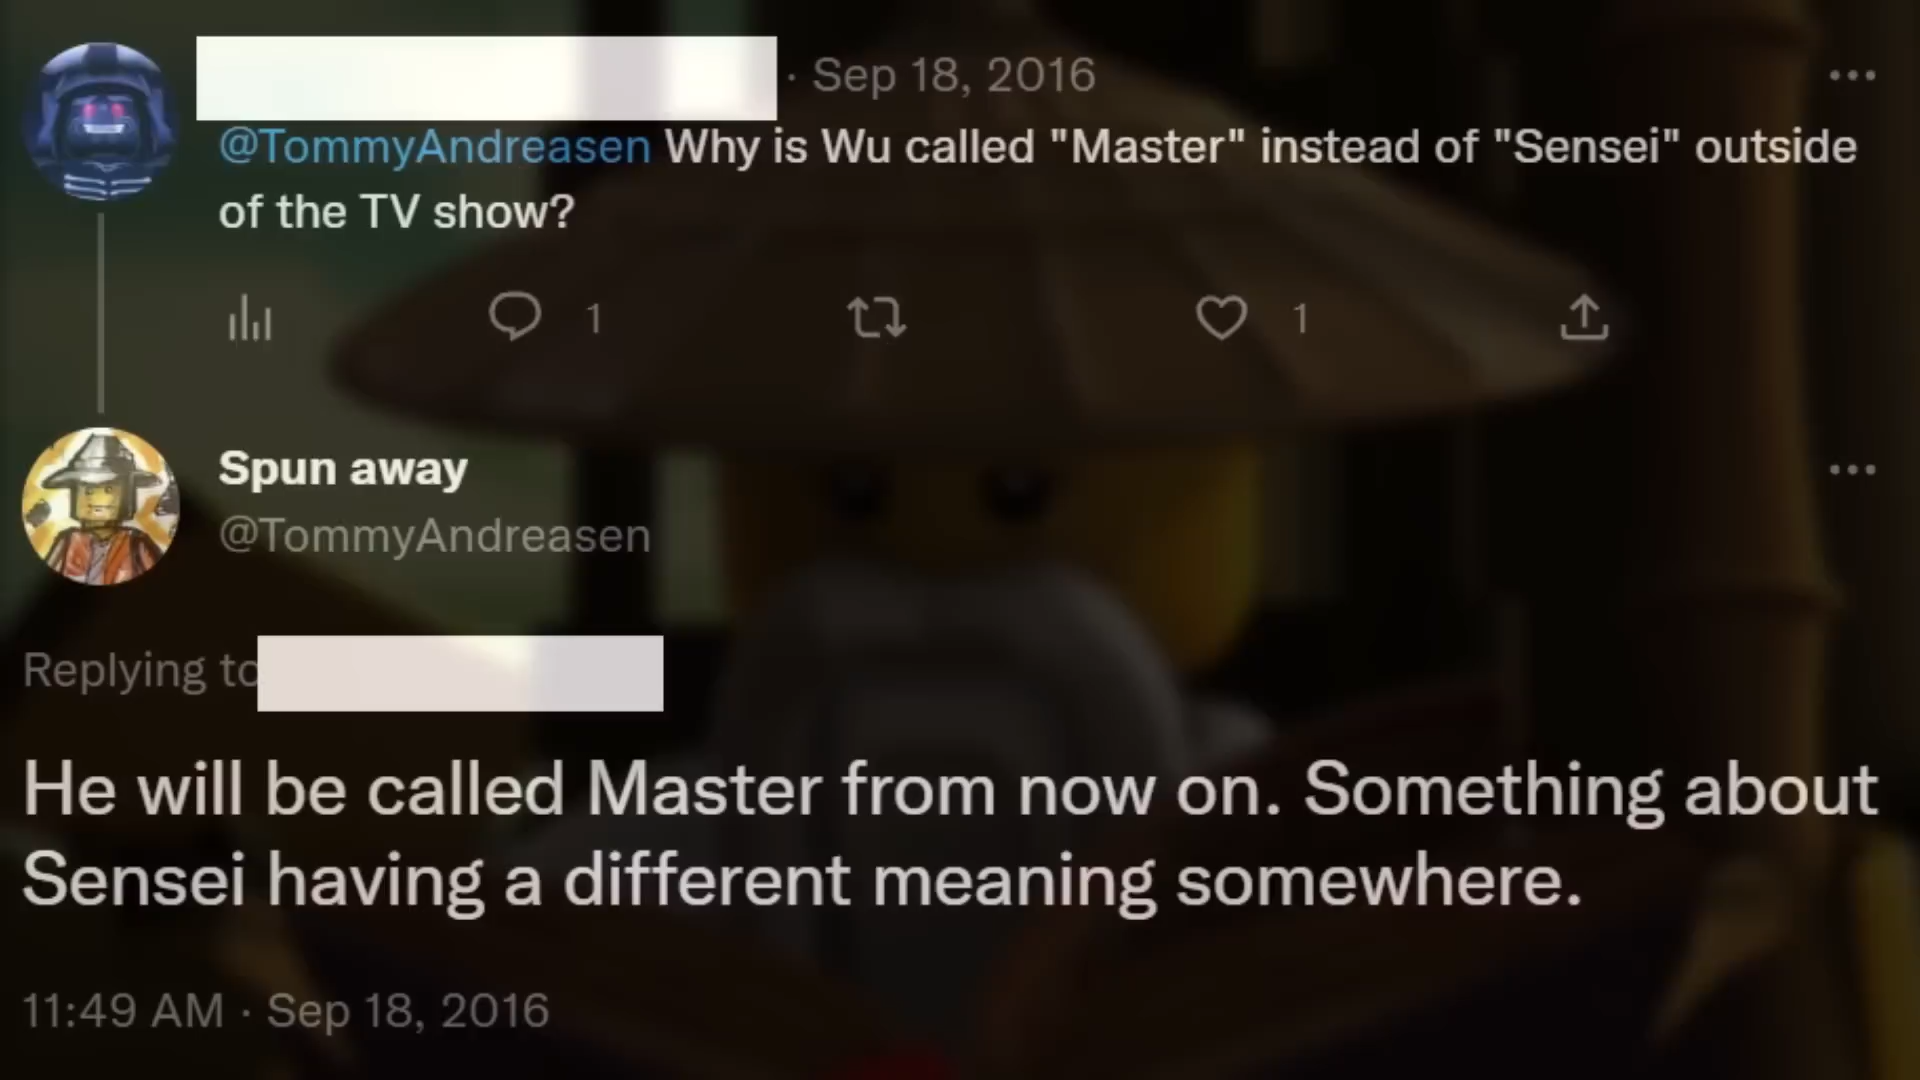 · Sep 18, 2016
@TommyAndreasen Why is Wu called "Master" instead of "Sensei" outside
of the TV show?
1 1
Spun away
@TommyAndreasen
Replying to
He will be called Master from now on. Something about
Sensei having a different meaning somewhere.
11:49 AM · Sep 18, 2016